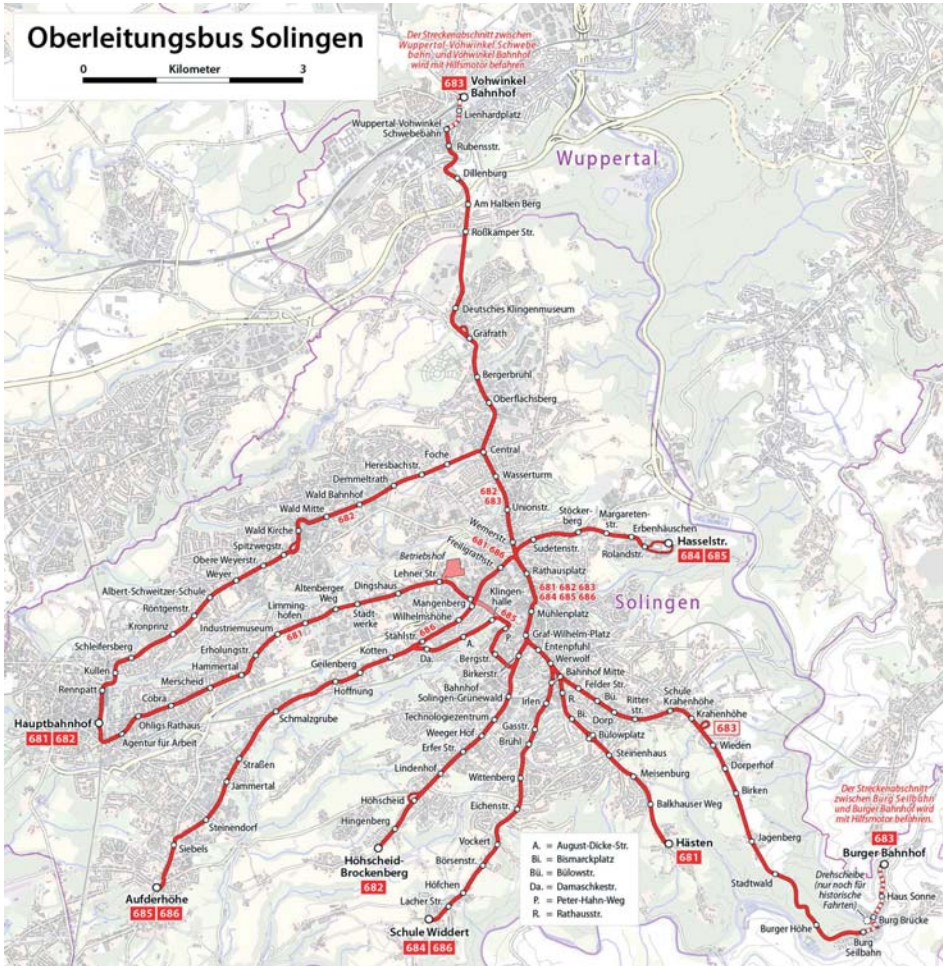 Oberleitungsbus Solingen
0 Kilometer 3
Der Streckenabschnitt zwischen
Wuppertal-Vohwinkel Schwebe
bahn, und Vohwinkel Bahnhof
wird mit Hilfsmotor befahren.
683
Vohwinkel
Bahnhof
Lienhardplatz
Wuppertal-Vohwinkel
Schwebebahn
Rubensstr.
Dillenburg
Wuppertal
Am Halben Berg
Roßkamper Str.
Deutsches Klingenmuseum
Gräfrath
Bergerbrühl
Oberflachsberg
Central
Foche
Heresbachstr.
Demmeltrath
Wald Bahnhof
Wald Mitte
682
Wald Kirche
Spitzwegstr.
Obere Weyerstr.
Weyer
Albert-Schweitzer-Schule
Röntgenstr.
Kronprinz
Schleifersberg
Kullen
Rennpatt
Hauptbahnhof
681 682
Wasserturm
682
683
Unionstr.
Wernerstr.
681 686
Freiligrathstr.
Stöcker-
berg
Margareten-
str.
Erbenhäuschen
Sudetenstr.
Rolandstr.
Hasselstr.
684 685
Betriebshof
Lehner Str.
Dingshaus
Altenberger
Weg
Limming-
hofen
Stadt
werke
Industriemuseum
681
Erholungstr.
Hammertal
Merscheid
Cobra
Ohligs Rathaus
Agentur für Arbeit
Rathausplatz
681 682 683
684 685 686
Solingen
Klingen-
halle
Mangenberg
685
Wilhelmshöhe
686
Mühlenplatz
Stahlstr.
Kotten
Da.
A.
P.
Graf-Wilhelm-Platz
Entenpfuhl
Werwolf
Bergstr.
Birkerstr.
Geilenberg
Hoffnung
Schmalzgrube
Straßen
Jammertal
Steinendorf
Siebels
Aufderhöhe
685 686
Bahnhof
Solingen-Grünewald
Technologiezentrum
Weeger Hof
Erfer Str.
Lindenhof
Höhscheid
Hingenberg
Höhscheid-
Brockenberg
682
Irlen
Gasstr.
Brühl
Wittenberg
Eichenstr.
Vockert
Börsenstr.
Höfchen
Lacher Str.
Schule Widdert
684 686
Bahnhof Mitte
Felder Str.
Bü.
Ritter
str.
Schule
Krahenhöhe
Krahenhöhe
683
R.
Bi.
Dorp
Bülowplatz
Steinenhaus
Meisenburg
Balkhauser Weg
Hästen
681
Wieden
Dorperhof
Birken
Jagenberg
Stadtwald
Burger Höhe
Burg
Seilbahn
Der Streckenabschnitt
zwischen Burg Seilbahn
und Burger Bahnhof wird
mit Hilfsmotor befahren.
683
Burger Bahnhof
Drehscheibe
(nur noch für
historische
Fahrten)
Haus Sonne
Burg Brücke
A. = August-Dicke-Str.
Bi. = Bismarckplatz
Bü. = Bülowstr.
Da. = Damaschkestr.
P. = Peter-Hahn-Weg
R. = Rathausstr.